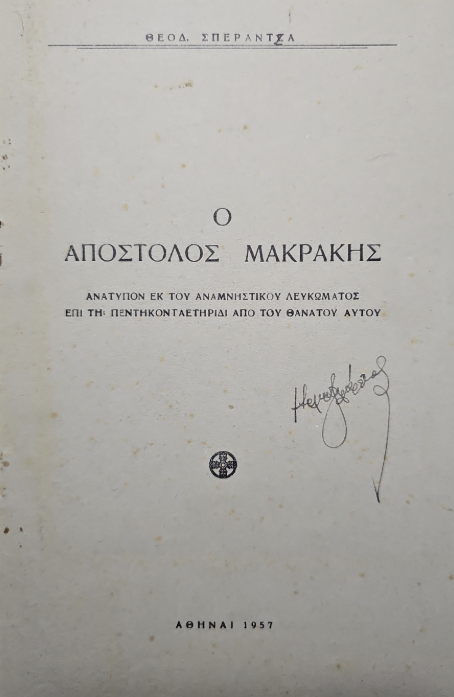 ΘΕΟΔ. ΣΠΕΡΑΝΤΣΑ
Ο
ΑΠΟΣΤΟΛΟΣ ΜΑΚΡΑΚΗΣ
ΑΝΑΤΥΠΟΝ ΕΚ ΤΟΥ ΑΝΑΜΝΗΣΤΙΚΟΥ ΛΕΥΚΩΜΑΤΟΣ
ΕΠΙ ΤΗι ΠΕΝΤΗΚΟΝΤΑΕΤΗΡΙΔΙ ΑΠΟ ΤΟΥ ΘΑΝΑΤΟΥ ΑΥΤΟΥ
ΑΘΗΝΑΙ 1957